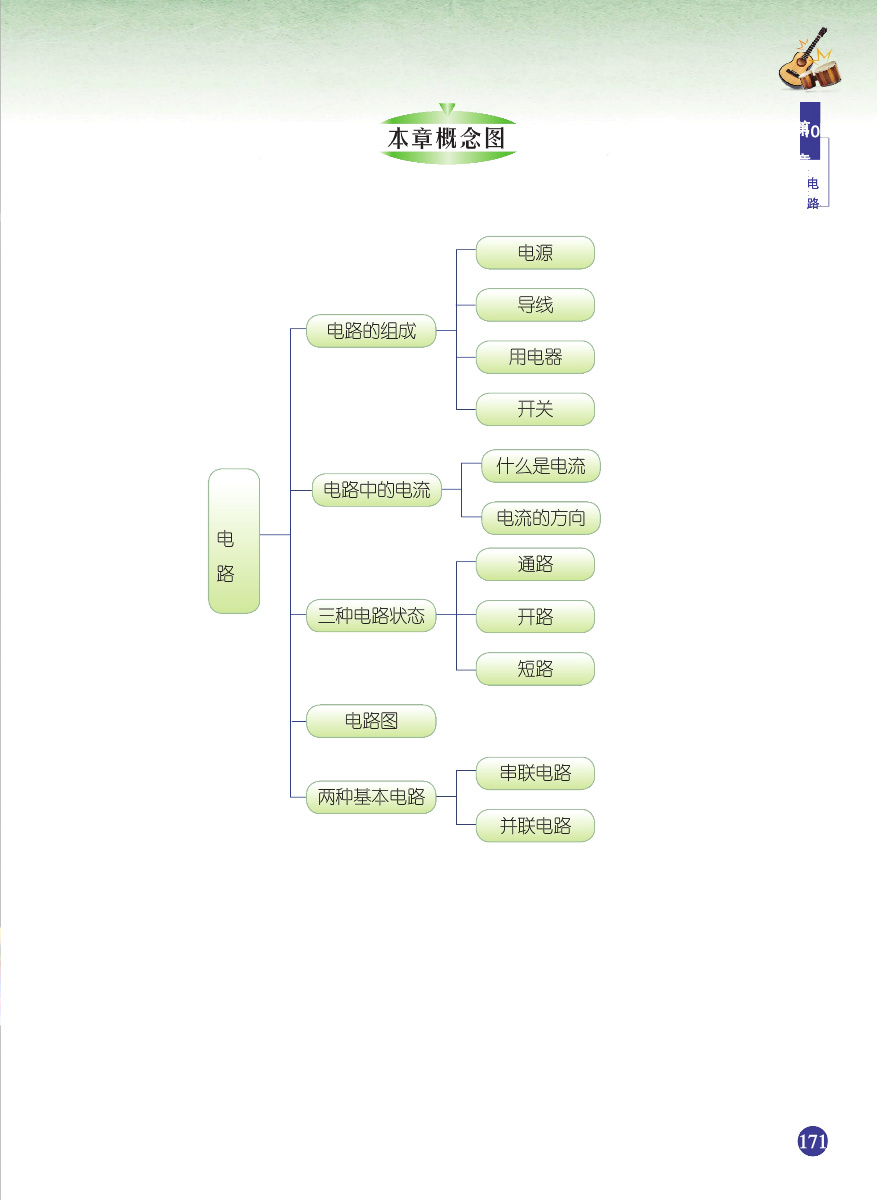 本章概念图
第10
章
电
路
电源
导线
电路的组成
用电器
开关
什么是电流
电路中的电流
电流的方向
电
路
通路
三种电路状态
开路
短路
电路图
串联电路
两种基本电路
并联电路
171